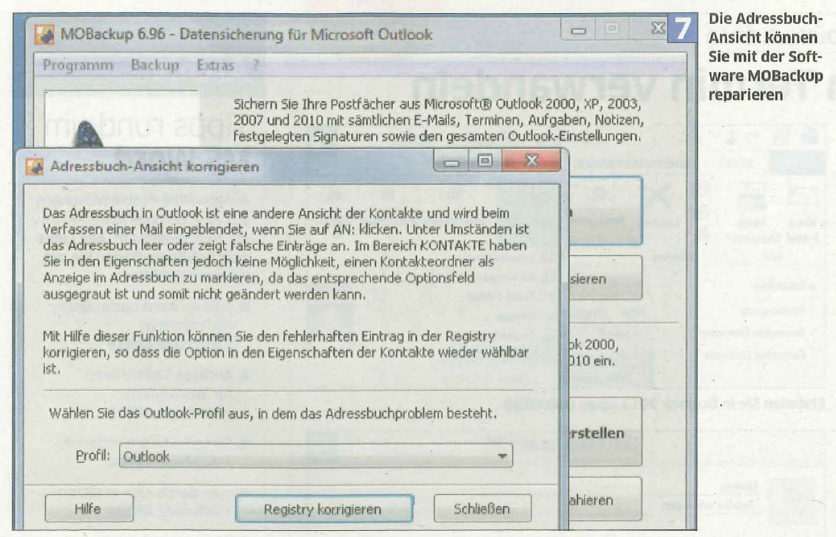 MOBackup 6.96 - Datensicherung für Microsoft Outlook
Programm Backup Extras ?
Sichern Sie Ihre Postfächer aus Microsoft® Outlook 2000, XP, 2003,
2007 und 2010 mit sämtlichen E-Mails, Terminen, Aufgaben, Notizen,
festgelegten Signaturen sowie den gesamten Outlook-Einstellungen.
Adressbuch-Ansicht korrigieren
Das Adressbuch in Outlook ist eine andere Ansicht der Kontakte und wird beim
Verfassen einer Mail eingeblendet, wenn Sie auf AN: klicken. Unter Umständen ist
das Adressbuch leer oder zeigt falsche Einträge an. Im Bereich KONTAKTE haben
Sie in den Eigenschaften jedoch keine Möglichkeit, einen Kontakteordner als
Anzeige im Adressbuch zu markieren, da das entsprechende Optionsfeld
ausgegraut ist und somit nicht geändert werden kann.
Mit Hilfe dieser Funktion können Sie den fehlerhaften Eintrag in der Registry
korrigieren, so dass die Option in den Eigenschaften der Kontakte wieder wählbar
ist.
Wählen Sie das Outlook-Profil aus, in dem das Adressbuchproblem besteht.
Profil: Outlook
Hilfe
Registry korrigieren
Schließen
sieren
ok 2000,
010 ein.
erstellen
ahieren
7
Die Adressbuch-
Ansicht können
Sie mit der Soft-
ware MOBackup
reparieren